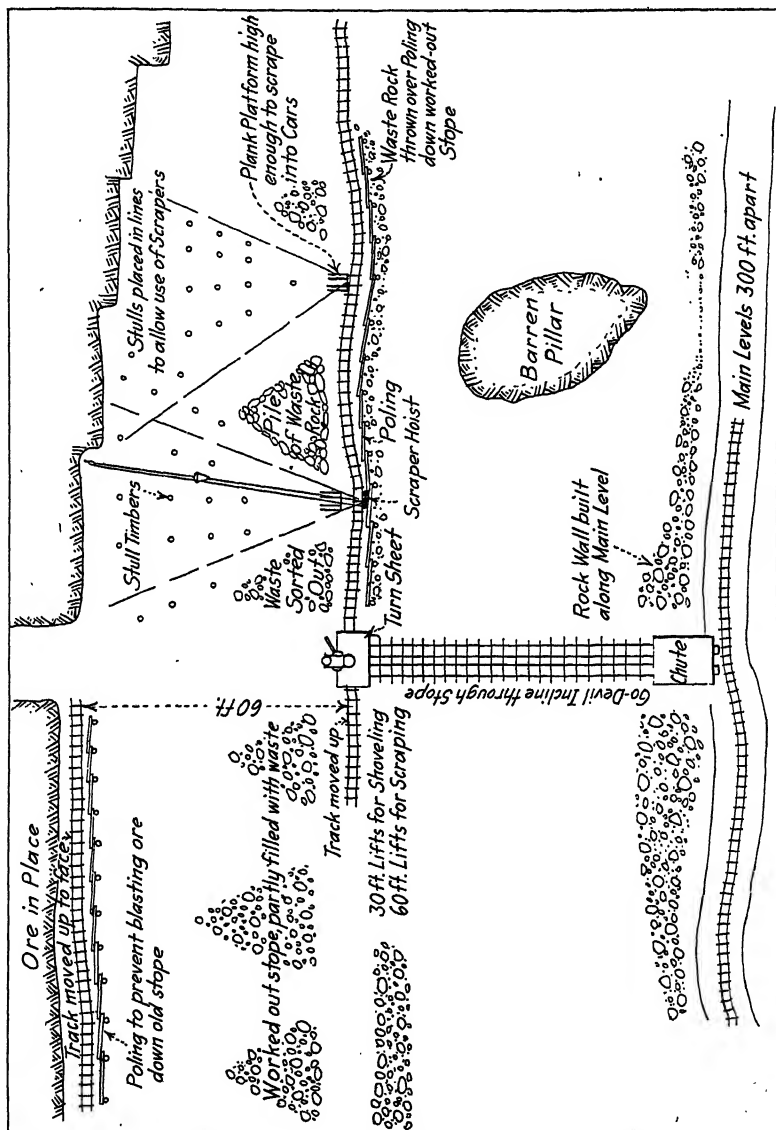 Ore in Place
Track moved up to face
Poling to prevent blasting ore
down old stope
60 ft.
Worked out stope, partly filled with waste
Track moved up
30 ft. Lifts for Shoveling
60 ft. Lifts for Scraping
Stulls placed in lines
to allow use of Scrapers
Stull Timbers
Plank Platform high
enough to scrape
into Cars
Pile
of Waste
Rock
Waste
Sorted
Out
Turn Sheet
Poling
Scraper Hoist
Waste Rock
thrown over Poling
down worked-out
Stope
Go-Devil Incline through Stope
Barren
Pillar
Rock Wall built
along Main Level
Chute
Main Levels 300 ft. apart